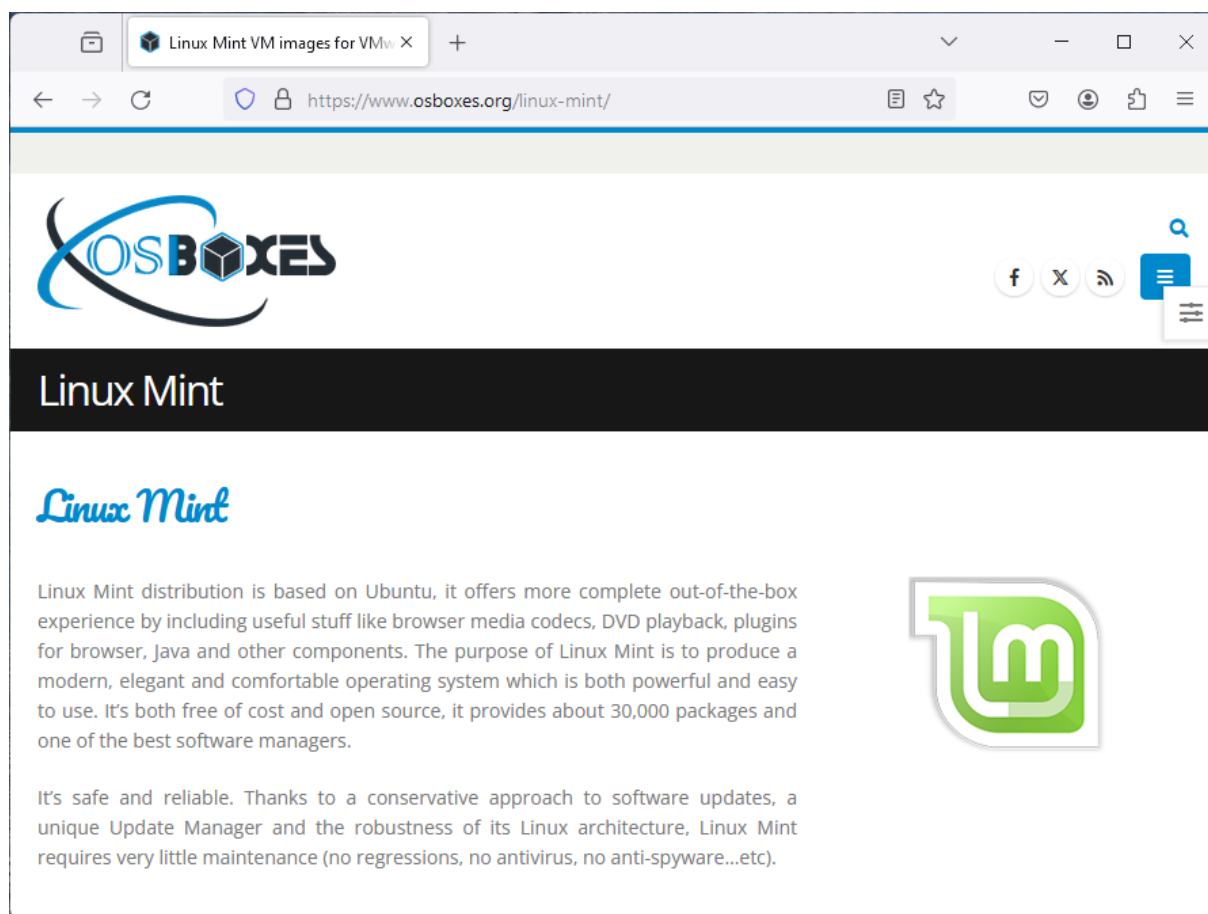 Linux Mint VM images for VMw
https://www.osboxes.org/linux-mint/
OSBOXES
Linux Mint
Linux Mint
Linux Mint distribution is based on Ubuntu, it offers more complete out-of-the-box
experience by including useful stuff like browser media codecs, DVD playback, plugins
for browser, Java and other components. The purpose of Linux Mint is to produce a
modern, elegant and comfortable operating system which is both powerful and easy
to use. It’s both free of cost and open source, it provides about 30,000 packages and
one of the best software managers.
It’s safe and reliable. Thanks to a conservative approach to software updates, a
unique Update Manager and the robustness of its Linux architecture, Linux Mint
requires very little maintenance (no regressions, no antivirus, no anti-spyware...etc).